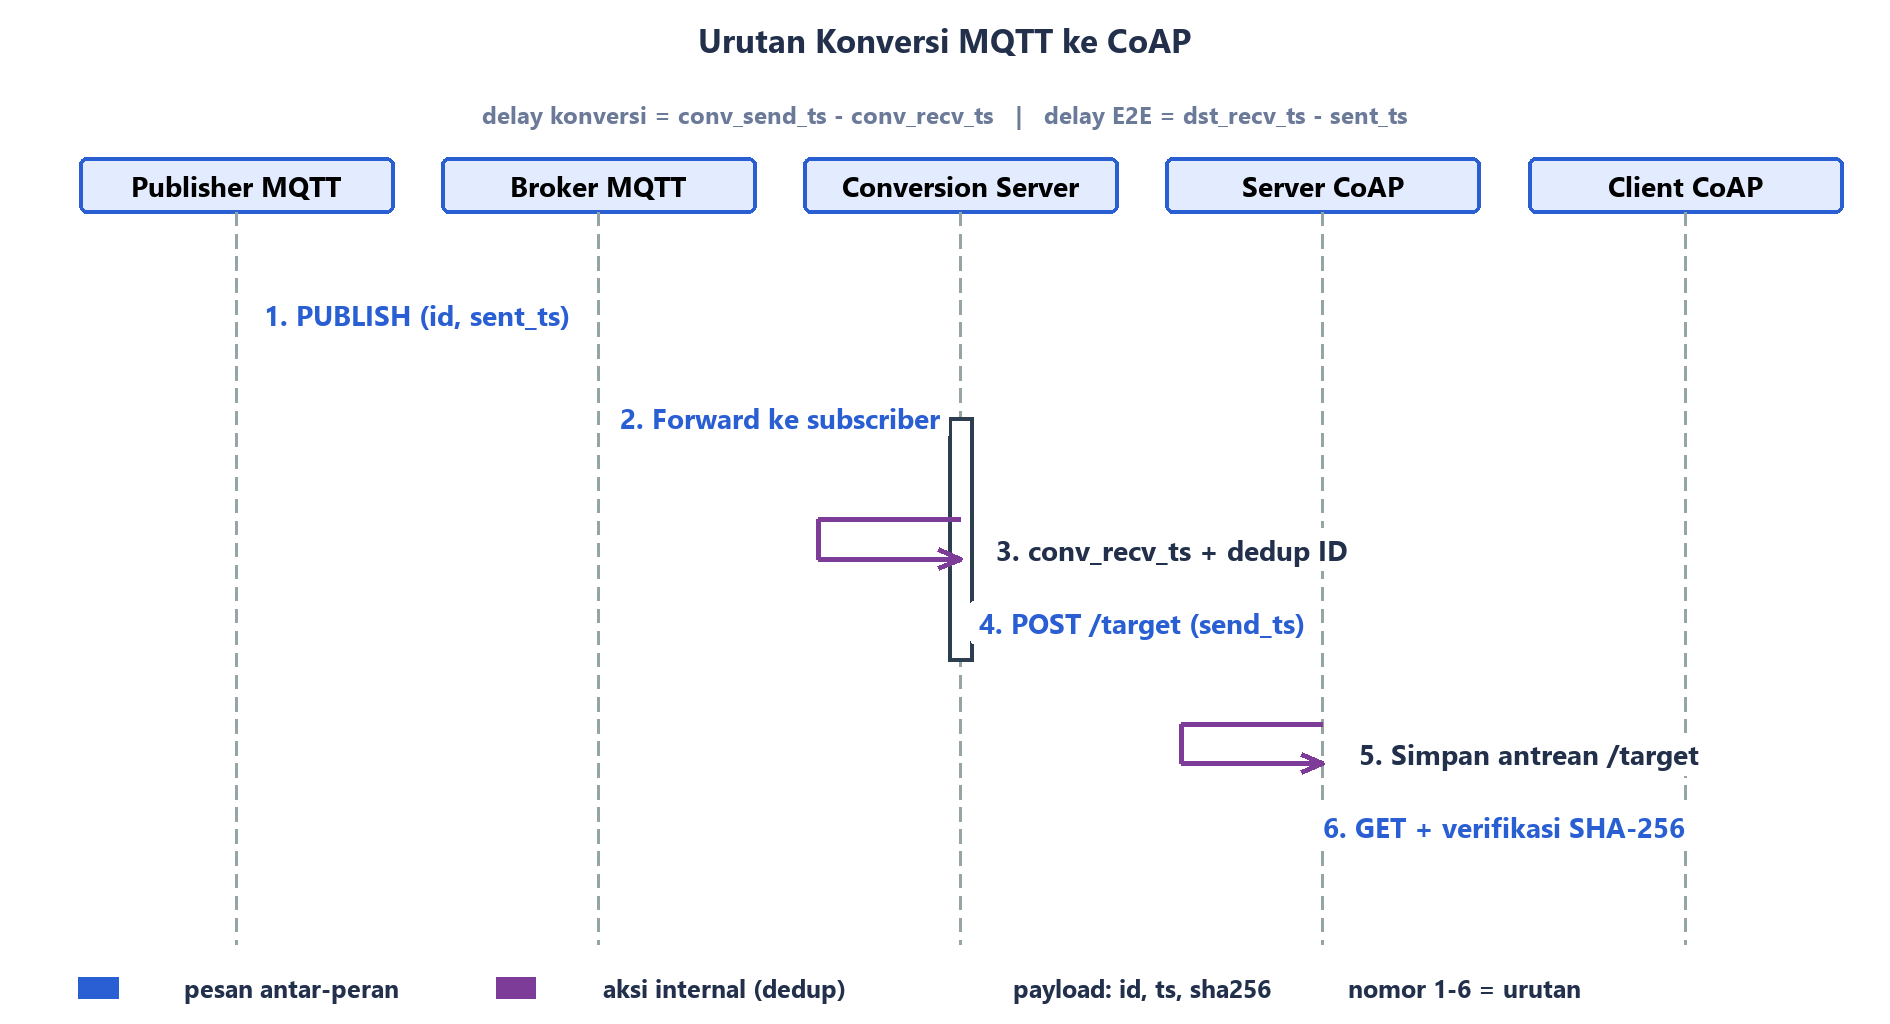 Urutan Konversi MQTT ke CoAP
delay konversi = conv_send_ts - conv_recv_ts | delay E2E = dst_recv_ts - sent_ts
Publisher MQTT
Broker MQTT
Conversion Server
Server CoAP
Client CoAP
1. PUBLISH (id, sent_ts)
2. Forward ke subscriber
3. conv_recv_ts + dedup ID
4. POST /target (send_ts)
5. Simpan antrean /target
6. GET + verifikasi SHA-256
pesan antar-peran
aksi internal (dedup)
payload: id, ts, sha256
nomor 1-6 = urutan